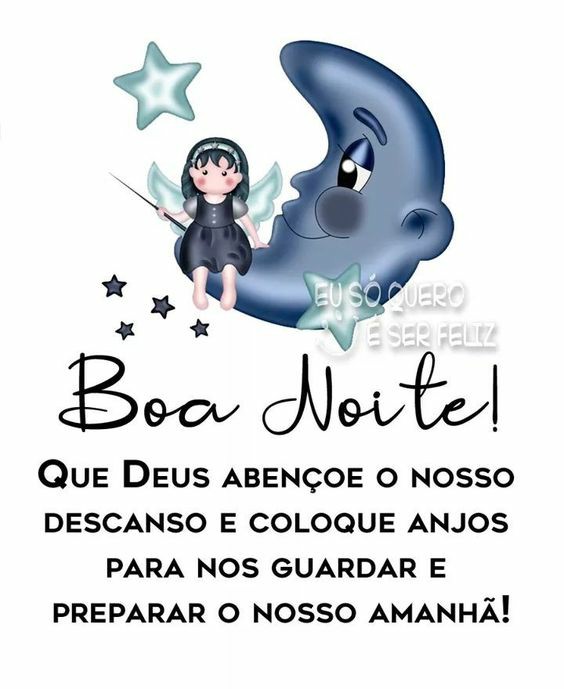 EU SÓ QUERO
É SER FELIZ
Boa Noite!
QUE DEUS ABENÇOE O NOSSO
DESCANSO E COLOQUE ANJOS
PARA NOS GUARDAR E
PREPARAR O NOSSO AMANHÃ!